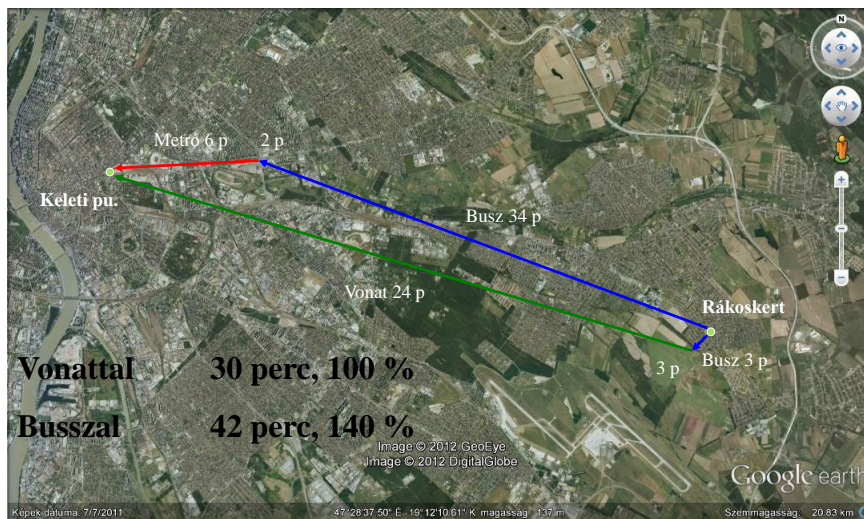 N
Metró 6 p
2 p
Keleti pu.
Busz 34 p
Vonat 24 p
Rákoskert
3 p
Busz 3 p
Vonattal 30 perc, 100 %
Busszal 42 perc, 140 %
Image © 2012 GeoEye
Image © 2012 DigitalGlobe
Google earth
Képek dátuma: 7/7/2011 47°28'37.50" É - 19°12'10.61" K magasság 137 m Szemmagasság: 20.83 km